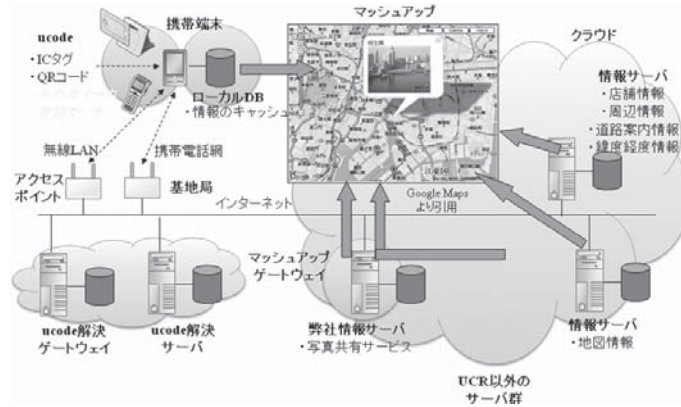 マッシュアップ
携帯端末
ucode
・ICタグ
・QRコード
ローカルDB
・情報のキャッシュ
クラウド
情報サーバ
・店舗情報
・周辺情報
・道路案内情報
・緯度経度情報
無線LAN
携帯電話網
アクセス
ポイント
基地局
インターネット
Google Maps
より引用
マッシュアップ
ゲートウェイ
ucode解決
ゲートウェイ
ucode解決
サーバ
弊社情報サーバ
・写真共有サービス
情報サーバ
・地図情報
UCR以外の
サーバ群